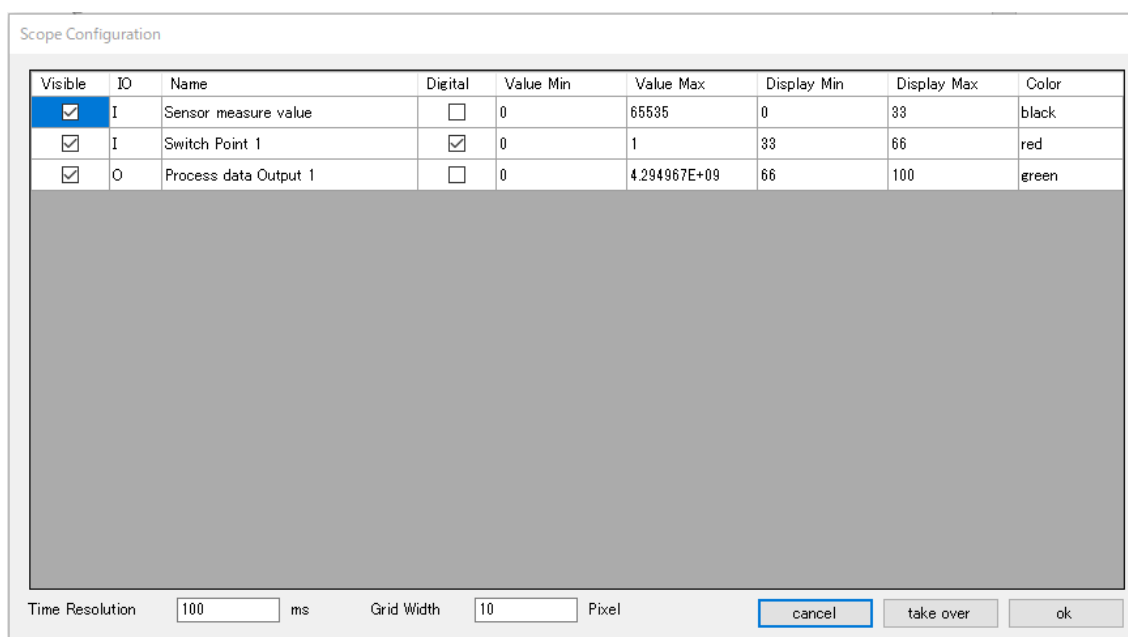 Scope Configuration
Visible IO Name Digital Value Min Value Max Display Min Display Max Color
I Sensor measure value 0 65535 0 33 black
I Switch Point 1 0 1 33 66 red
O Process data Output 1 0 4.294967E+09 66 100 green
Time Resolution 100 ms Grid Width 10 Pixel cancel take over ok